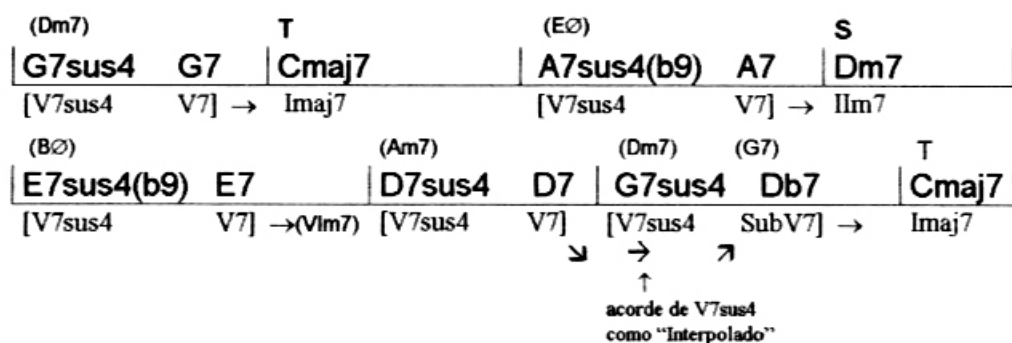 (Dm7) T (EØ) S
G7sus4 G7 Cmaj7 A7sus4(b9) A7 Dm7
[V7sus4 V7] → Imaj7 [V7sus4 V7] → IIm7
(BØ) (Am7) (Dm7) (G7) T
E7sus4(b9) E7 D7sus4 D7 G7sus4 Db7 Cmaj7
[V7sus4 V7] →(VIm7) [V7sus4 V7] [V7sus4 SubV7] → Imaj7
↘ → ↗
↑
acorde de V7sus4
como “Interpolado”